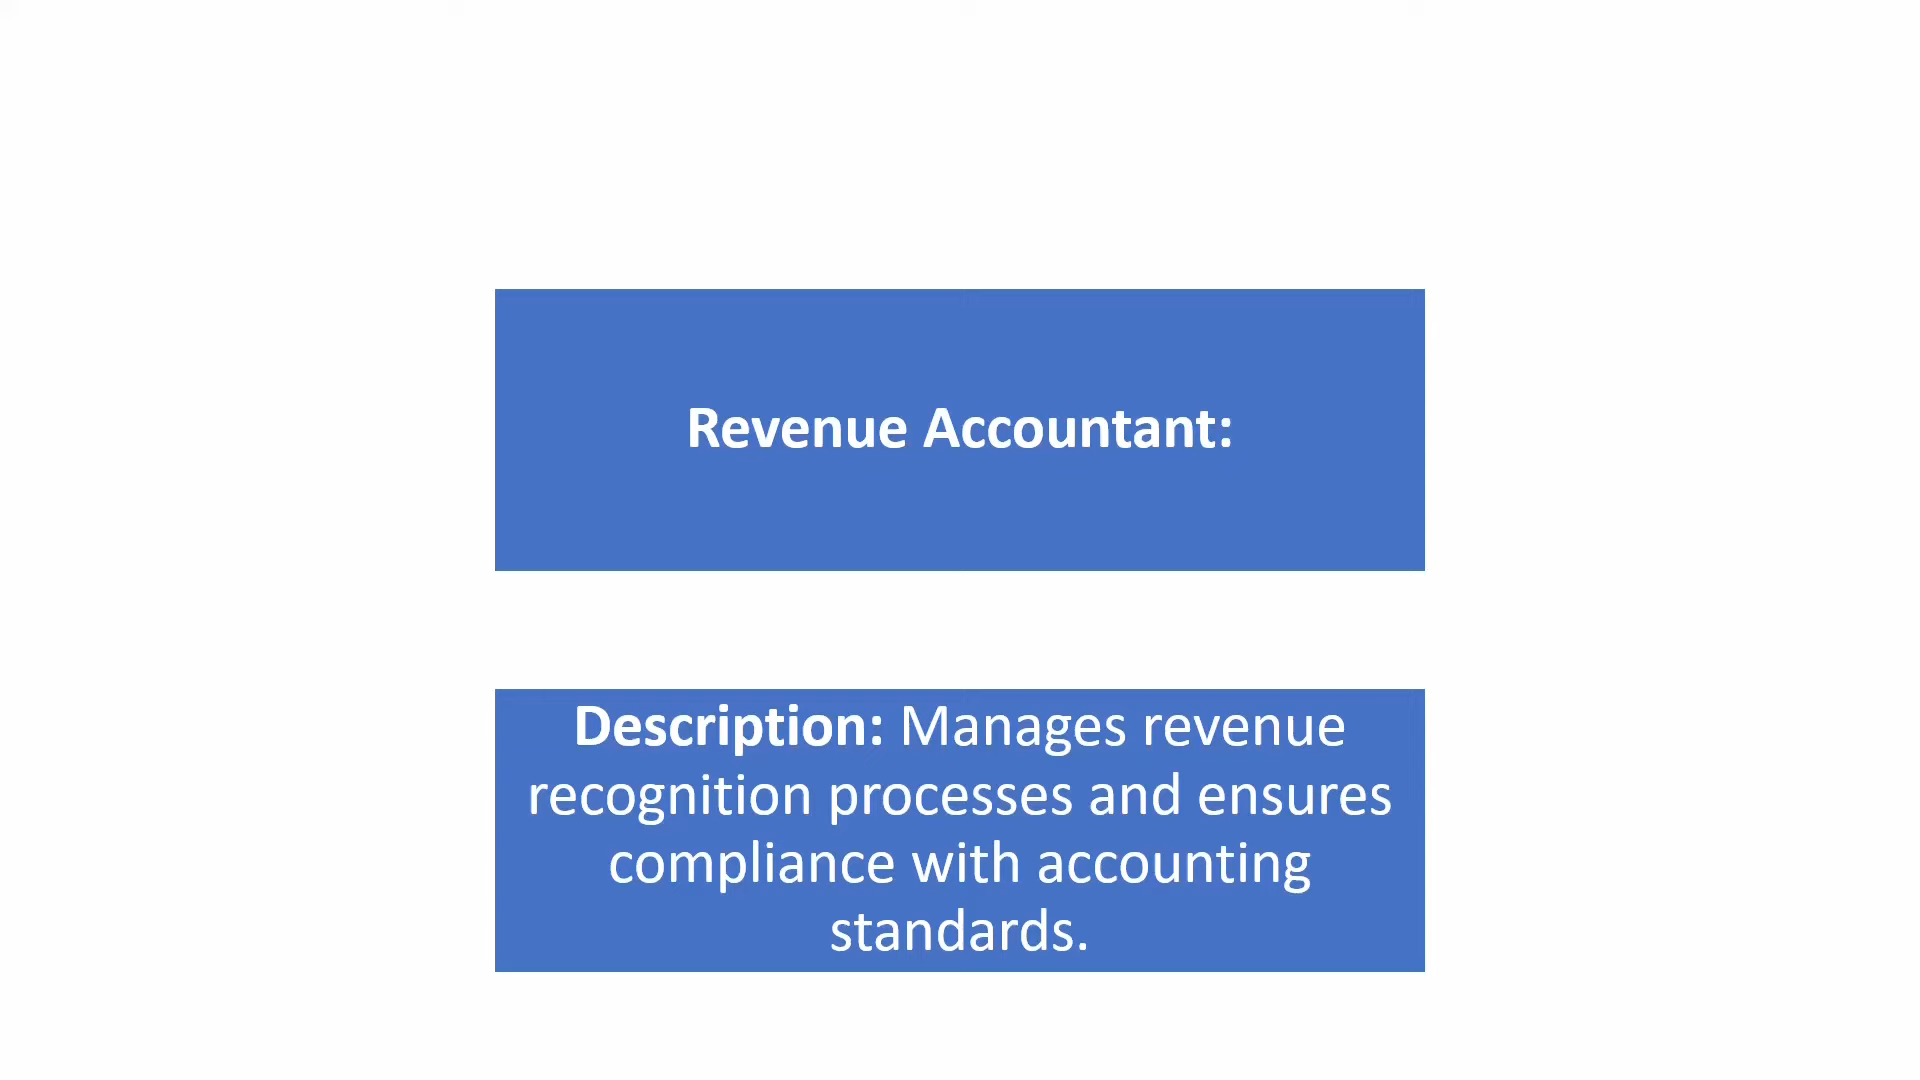 Revenue Accountant:
Description: Manages revenue
recognition processes and ensures
compliance with accounting
standards.